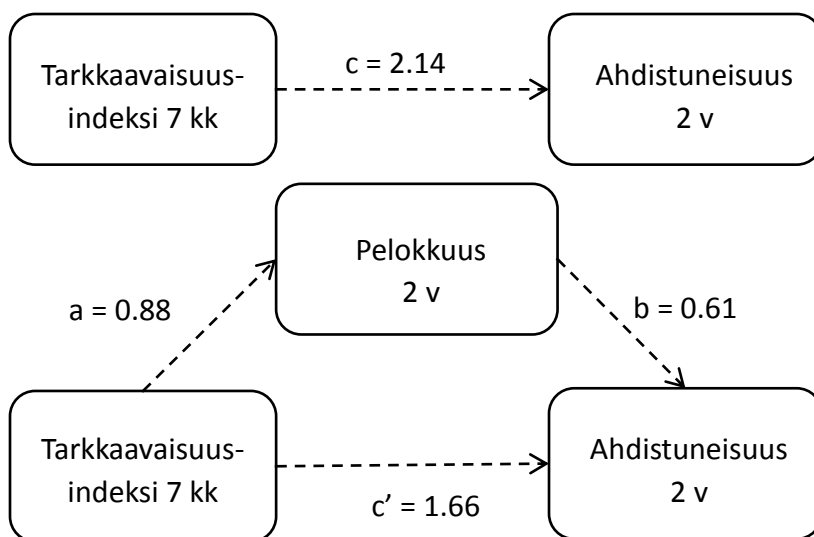 Tarkkaavaisuus-
indeksi 7 kk
c = 2.14
Ahdistuneisuus
2 v
Pelokkuus
2 v
a = 0.88
b = 0.61
Tarkkaavaisuus-
indeksi 7 kk
c’ = 1.66
Ahdistuneisuus
2 v